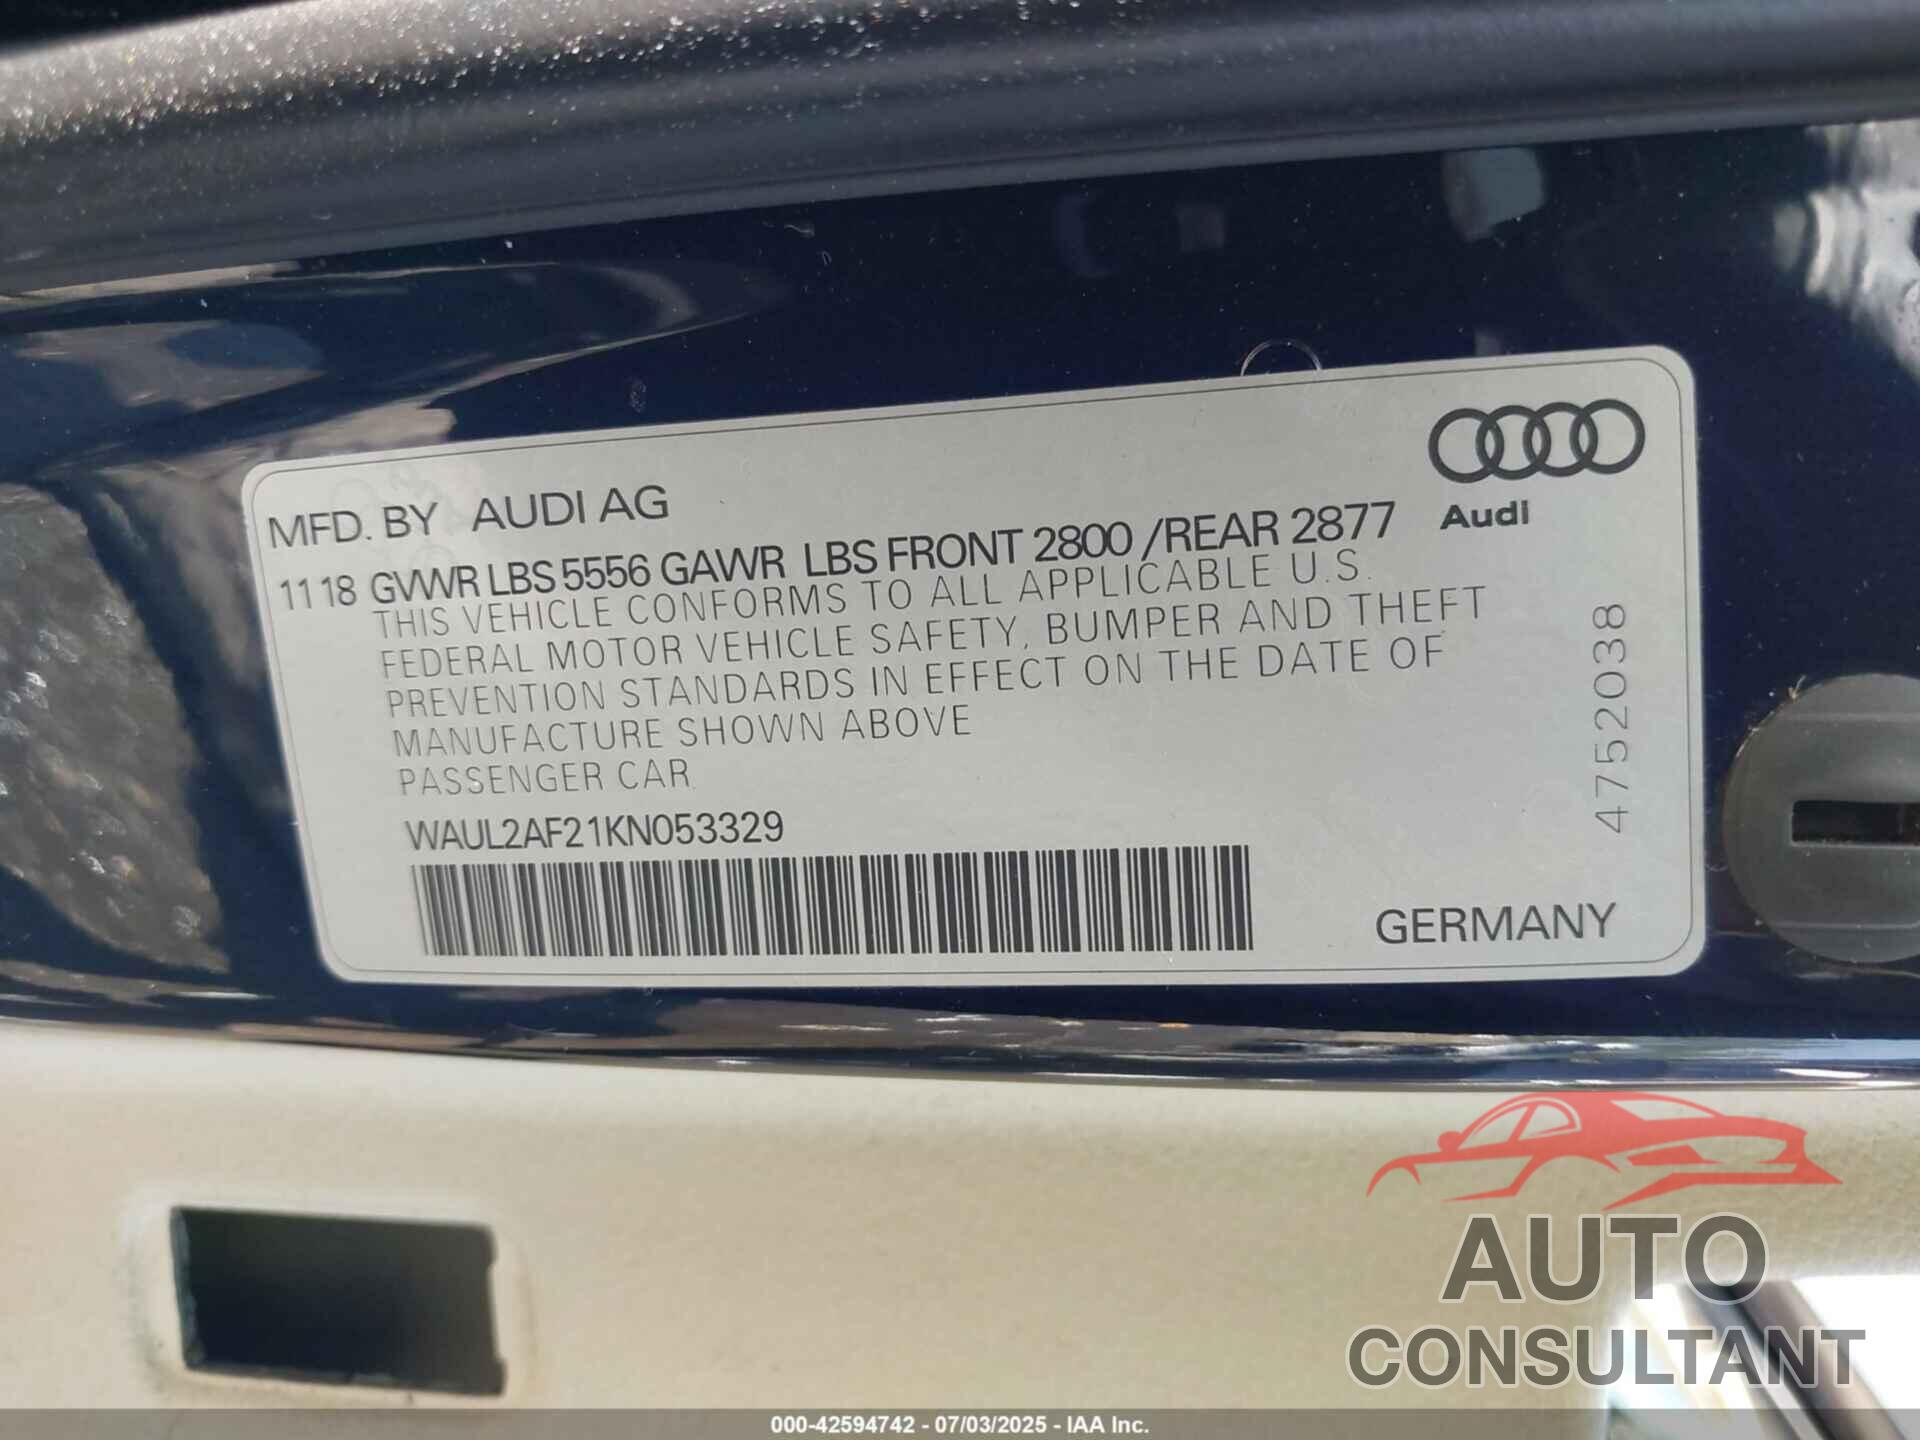 MFD. BY AUDI AG
1118 GVWR LBS 5556 GAWR LBS FRONT 2800 /REAR 2877
Audi
THIS VEHICLE CONFORMS TO ALL APPLICABLE U.S.
FEDERAL MOTOR VEHICLE SAFETY, BUMPER AND THEFT
PREVENTION STANDARDS IN EFFECT ON THE DATE OF
MANUFACTURE SHOWN ABOVE
PASSENGER CAR
WAUL2AF21KN053329
4752038
GERMANY
AUTO
CONSULTANT
000-42594742 - 07/03/2025 - IAA Inc.